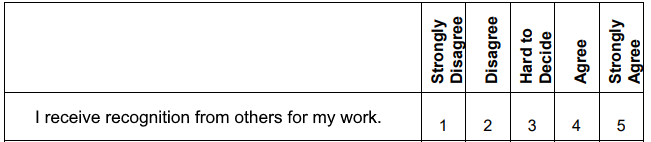 Strongly
Disagree
Disagree
Hard to
Decide
Agree
Strongly
Agree
I receive recognition from others for my work.
1 2 3 4 5